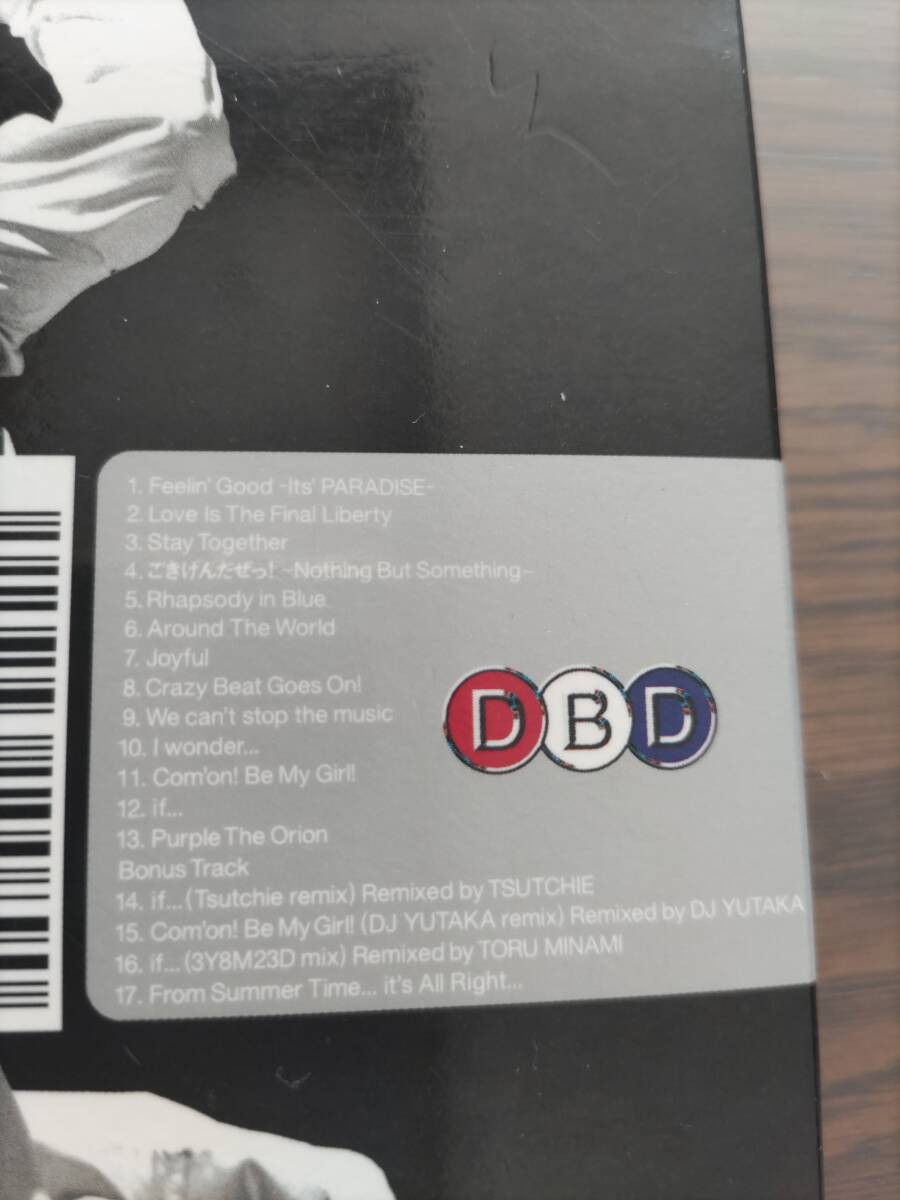 1. Feelin' Good -Its' PARADISE-
2. Love Is The Final Liberty
3. Stay Together
4. ごきげんだぜっ! ~Nothing But Something~
5. Rhapsody in Blue
6. Around The World
7. Joyful
8. Crazy Beat Goes On!
9. We can't stop the music
10. I wonder...
11. Com'on! Be My Girl!
12. if...
13. Purple The Orion
Bonus Track
14. if...(Tsutchie remix) Remixed by TSUTCHIE
15. Com'on! Be My Girl! (DJ YUTAKA remix) Remixed by DJ YUTAKA
16. if...(3Y8M23D mix) Remixed by TORU MINAMI
17. From Summer Time... it's All Right...
DBD